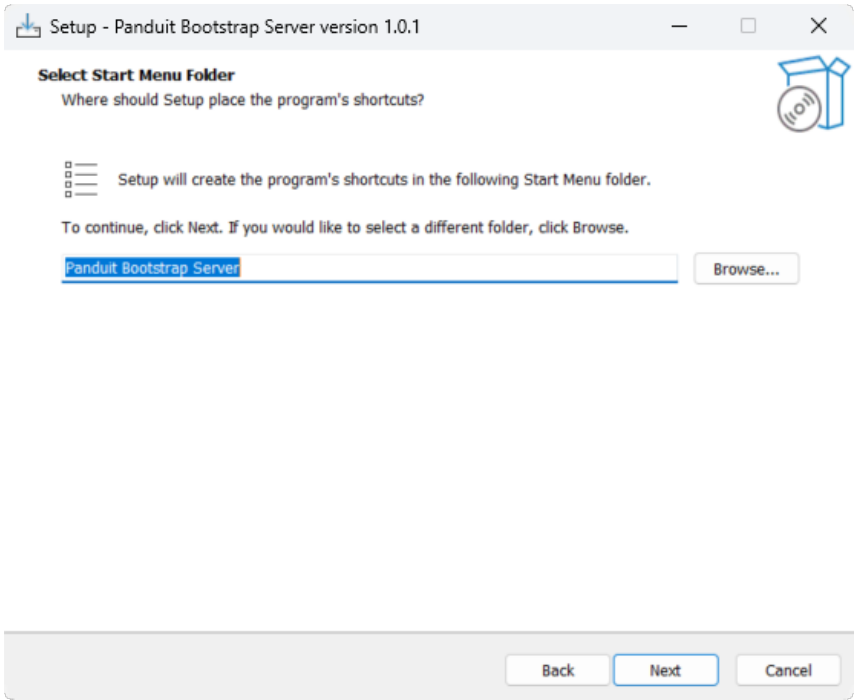 Setup - Panduit Bootstrap Server version 1.0.1
Select Start Menu Folder
Where should Setup place the program's shortcuts?
Setup will create the program's shortcuts in the following Start Menu folder.
To continue, click Next. If you would like to select a different folder, click Browse.
Panduit Bootstrap Server
Browse...
Back
Next
Cancel